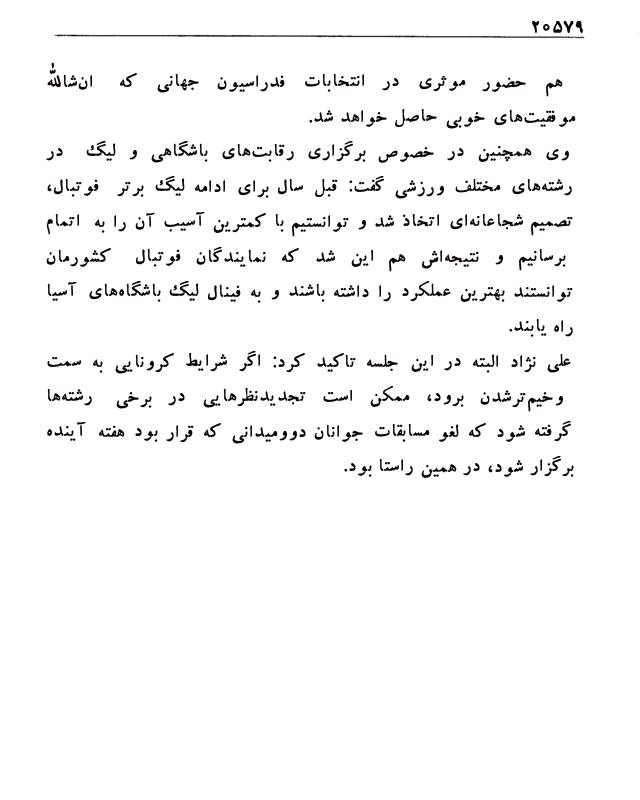 ۲۰۵۷۹
هم حضور موثری در انتخابات فدراسیون جهانی که ان‌شاالله
موفقیت‌های خوبی حاصل خواهد شد.
وی همچنین در خصوص برگزاری رقابت‌های باشگاهی و لیگ در
رشته‌های مختلف ورزشی گفت: قبل سال برای ادامه لیگ برتر فوتبال،
تصمیم شجاعانه‌ای اتخاذ شد و توانستیم با کمترین آسیب آن را به اتمام
برسانیم و نتیجه‌اش هم این شد که نمایندگان فوتبال کشورمان
توانستند بهترین عملکرد را داشته باشند و به فینال لیگ باشگاه‌های آسیا
راه یابند.
علی نژاد البته در این جلسه تاکید کرد: اگر شرایط کرونایی به سمت
وخیم‌ترشدن برود، ممکن است تجدیدنظرهایی در برخی رشته‌ها
گرفته شود که لغو مسابقات جوانان دوومیدانی که قرار بود هفته آینده
برگزار شود، در همین راستا بود.